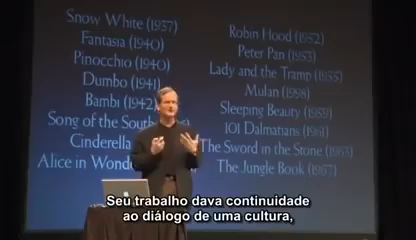 Snow White (1937)
Fantasia (1940)
Pinocchio (1940)
Dumbo (1941)
Bambi (1942
Song of the South
Cinderella
Alice in Wonde
Robin Hood (1952)
Peter Pan (1953)
Lady and the Tramp (1955)
Mulan (1998)
Sleeping Beauty (1959)
101 Dalmatians (1961)
The Sword in the Stone (1963)
The Jungle Book (1967)
Seu trabalho dava continuidade
ao diálogo de uma cultura,